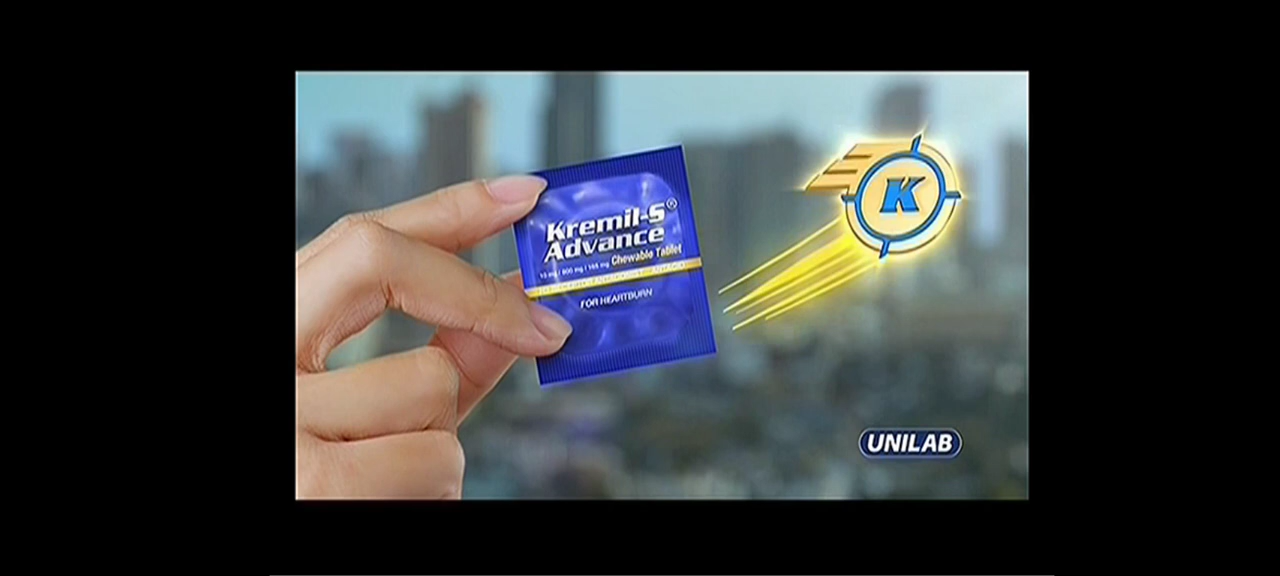 Kremil-S®
Advance
10 mg / 800 mg / 165 mg Chewable Tablet
FOR HEARTBURN
K
UNILAB